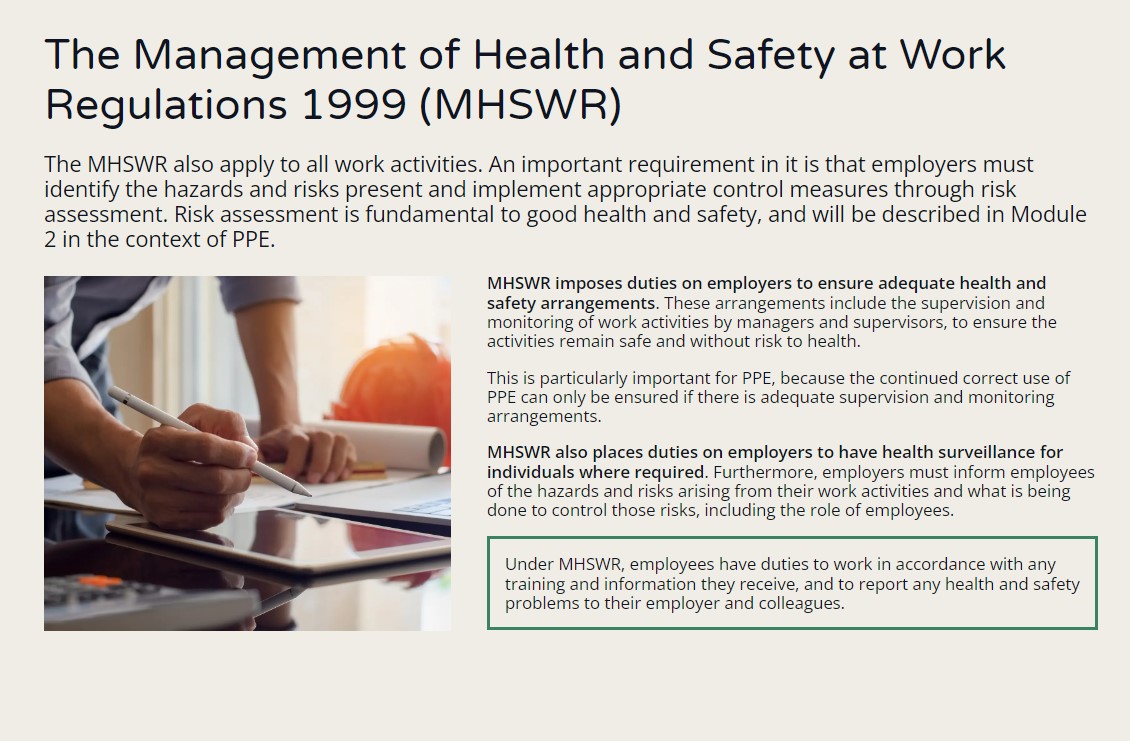 The Management of Health and Safety at Work
Regulations 1999 (MHSWR)
The MHSWR also apply to all work activities. An important requirement in it is that employers must
identify the hazards and risks present and implement appropriate control measures through risk
assessment. Risk assessment is fundamental to good health and safety, and will be described in Module
2 in the context of PPE.
MHSWR imposes duties on employers to ensure adequate health and
safety arrangements. These arrangements include the supervision and
monitoring of work activities by managers and supervisors, to ensure the
activities remain safe and without risk to health.
This is particularly important for PPE, because the continued correct use of
PPE can only be ensured if there is adequate supervision and monitoring
arrangements.
MHSWR also places duties on employers to have health surveillance for
individuals where required. Furthermore, employers must inform employees
of the hazards and risks arising from their work activities and what is being
done to control those risks, including the role of employees.
Under MHSWR, employees have duties to work in accordance with any
training and information they receive, and to report any health and safety
problems to their employer and colleagues.